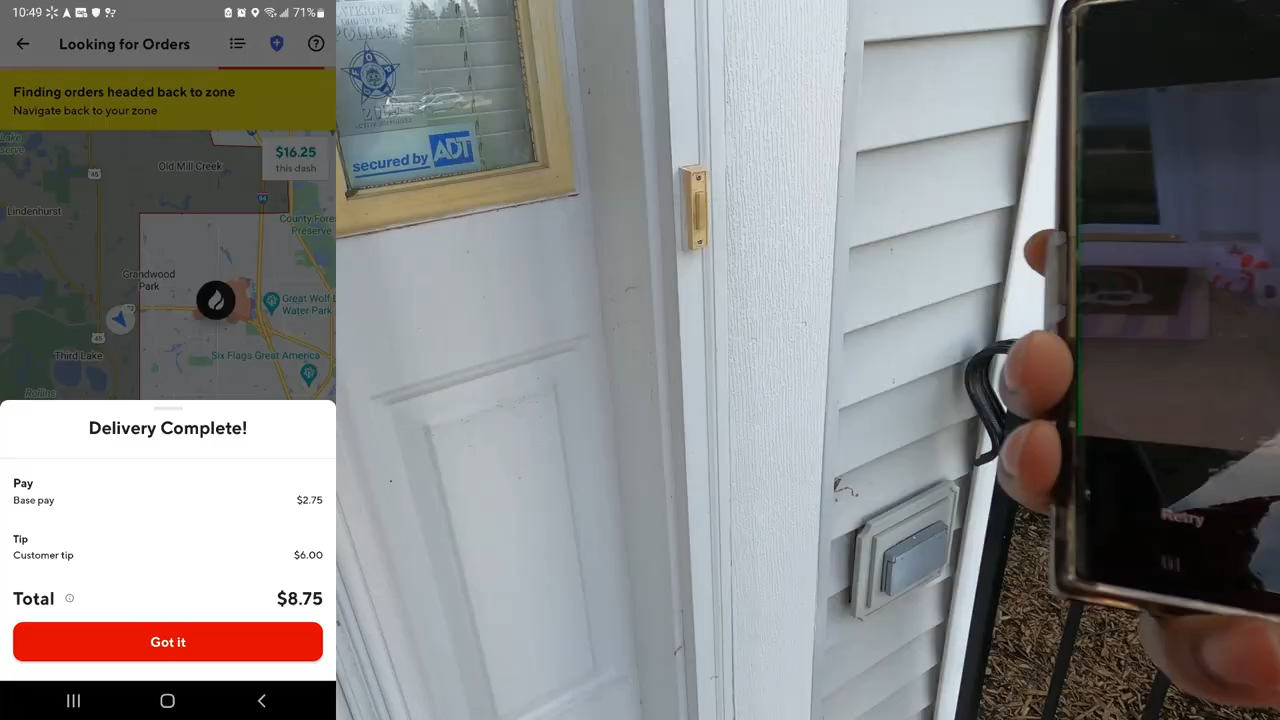 10:49
71%
Looking for Orders
Finding orders headed back to zone
Navigate back to your zone
$16.25
this dash
Old Mill Creek
45
94
Lindenhurst
County Fore
Preserve
Grandwood
Park
Great Wolf L
Water Park
45
Third Lake
Six Flags Great America
Delivery Complete!
Pay
Base pay
$2.75
Tip
Customer tip
$6.00
Total
$8.75
Got it
secured by ADT
Retry